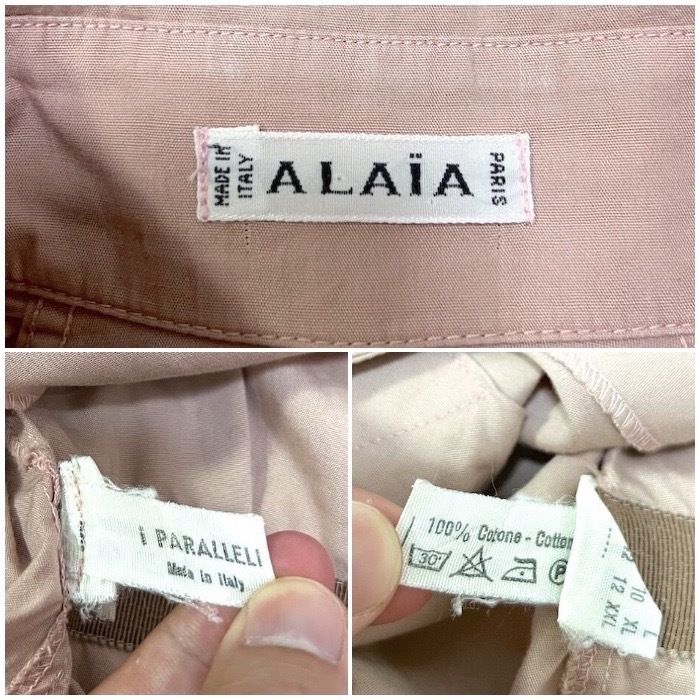 MADE IN
ITALY
ALAÏA
PARIS
I PARALLELI
Made in Italy
100% Cotone - Cotton
30°
P
L
10 XL
12 XXL